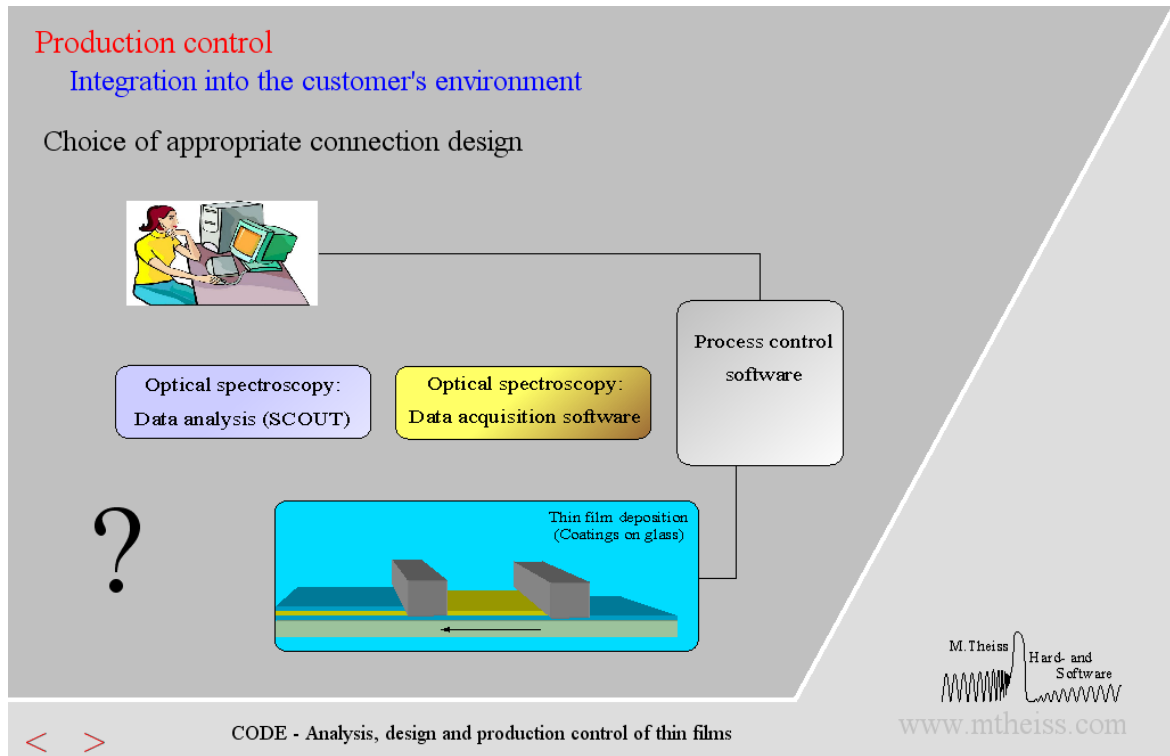 Production control
Integration into the customer's environment
Choice of appropriate connection design
Process control
software
Optical spectroscopy:
Data analysis (SCOUT)
Optical spectroscopy:
Data acquisition software
?
Thin film deposition
(Coatings on glass)
M.Theiss
Hard- and
Software
www.mtheiss.com
< >
CODE - Analysis, design and production control of thin films